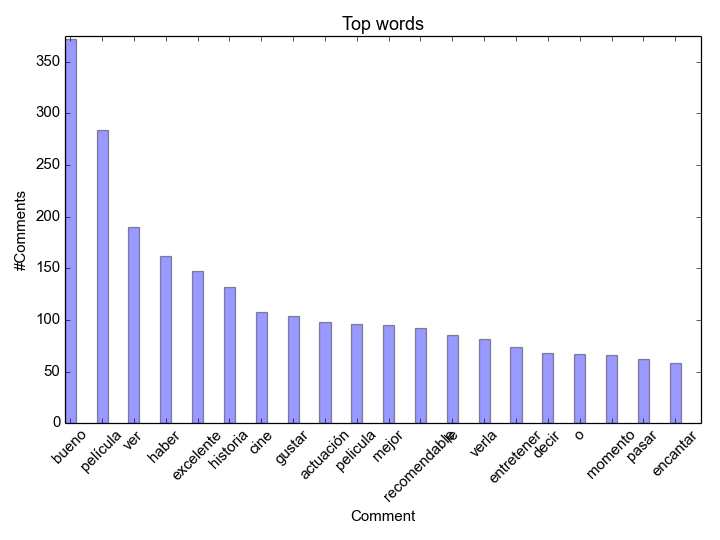 Top words
#Comments
350
300
250
200
150
100
50
0
bueno
película
ver
haber
excelente
historia
cine
gustar
actuación
pelicula
mejor
recomendable
verla
entretener
decir
o
momento
pasar
encantar
Comment